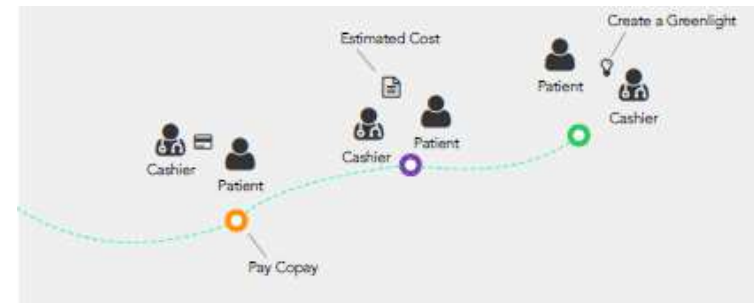 Create a Greenlight
Estimated Cost
Patient
Cashier
Patient
Cashier
Cashier
Patient
Pay Copay